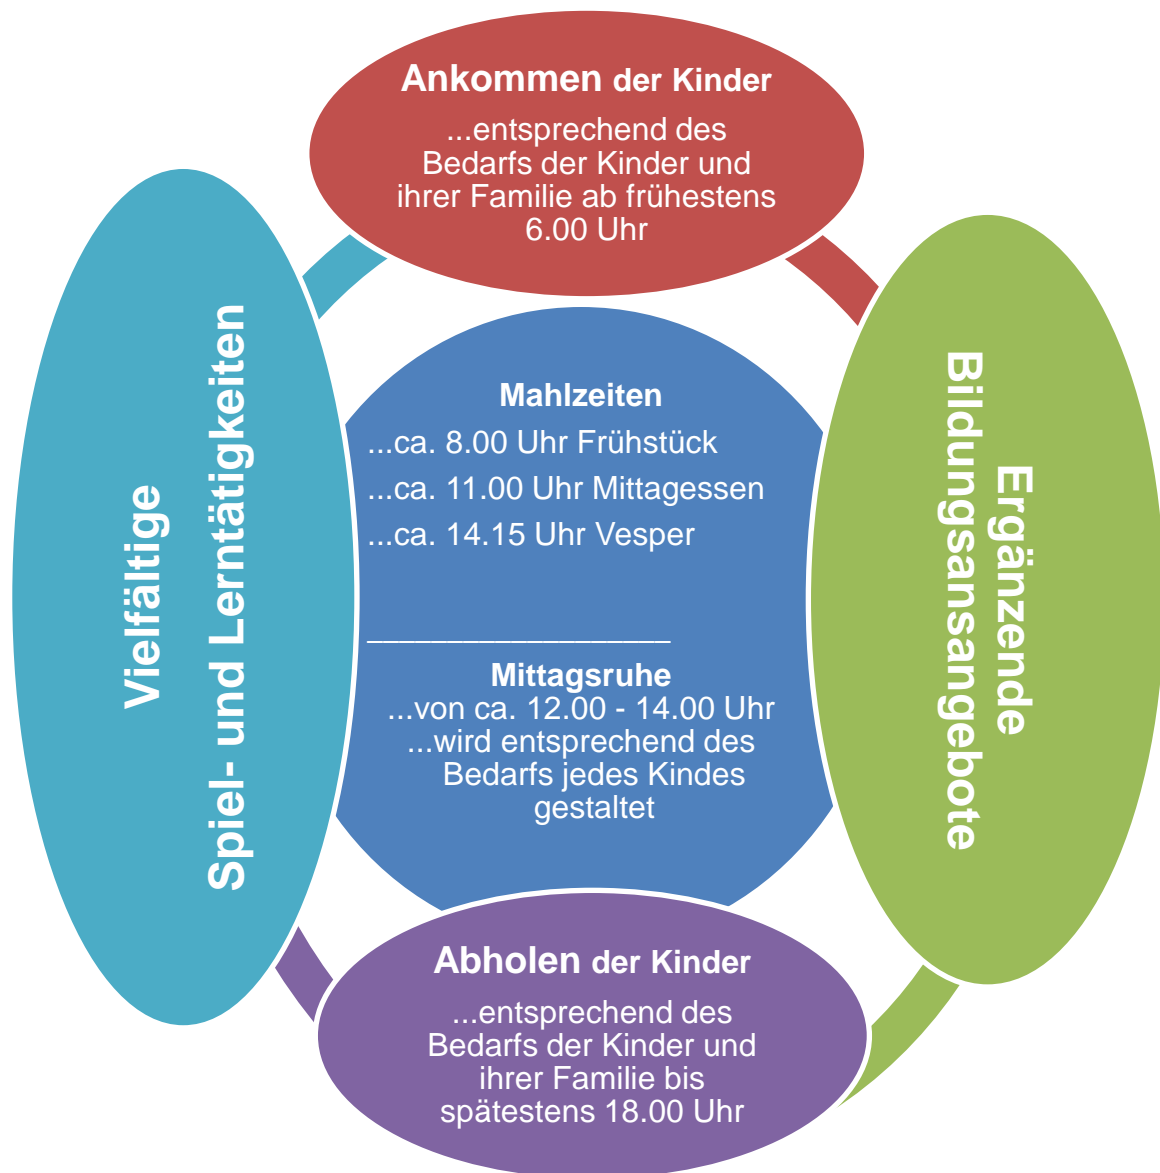 Ankommen der Kinder
...entsprechend des
Bedarfs der Kinder und
ihrer Familie ab frühestens
6.00 Uhr
Vielfältige
Spiel- und Lerntätigkeiten
Mahlzeiten
...ca. 8.00 Uhr Frühstück
...ca. 11.00 Uhr Mittagessen
...ca. 14.15 Uhr Vesper
___________________
Mittagsruhe
...von ca. 12.00 - 14.00 Uhr
...wird entsprechend des
Bedarfs jedes Kindes
gestaltet
Ergänzende
Bildungsansangebote
Abholen der Kinder
...entsprechend des
Bedarfs der Kinder und
ihrer Familie bis
spätestens 18.00 Uhr